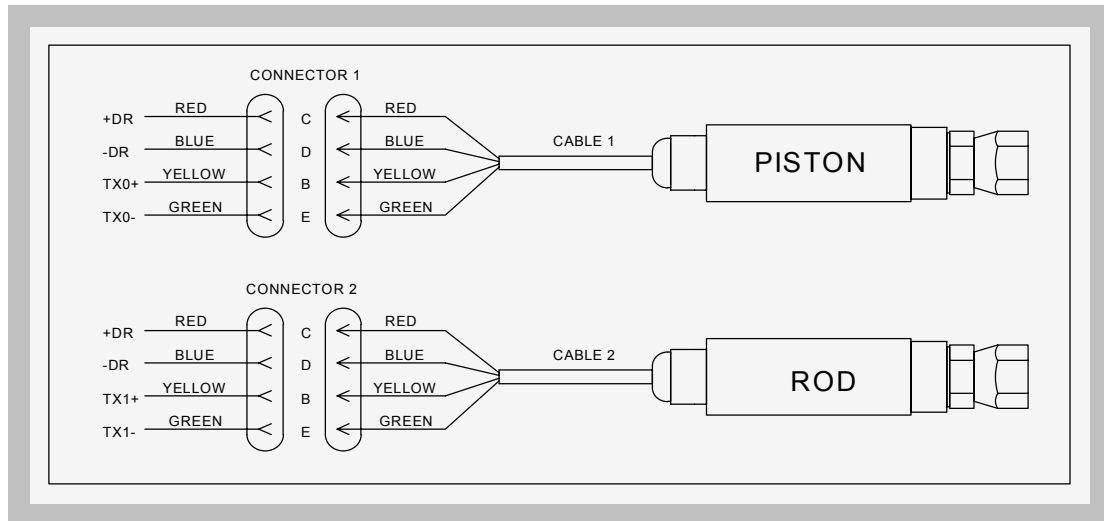 CONNECTOR 1
+DR RED C RED
-DR BLUE D BLUE CABLE 1
TX0+ YELLOW B YELLOW PISTON
TX0- GREEN E GREEN
CONNECTOR 2
+DR RED C RED
-DR BLUE D BLUE CABLE 2
TX1+ YELLOW B YELLOW ROD
TX1- GREEN E GREEN